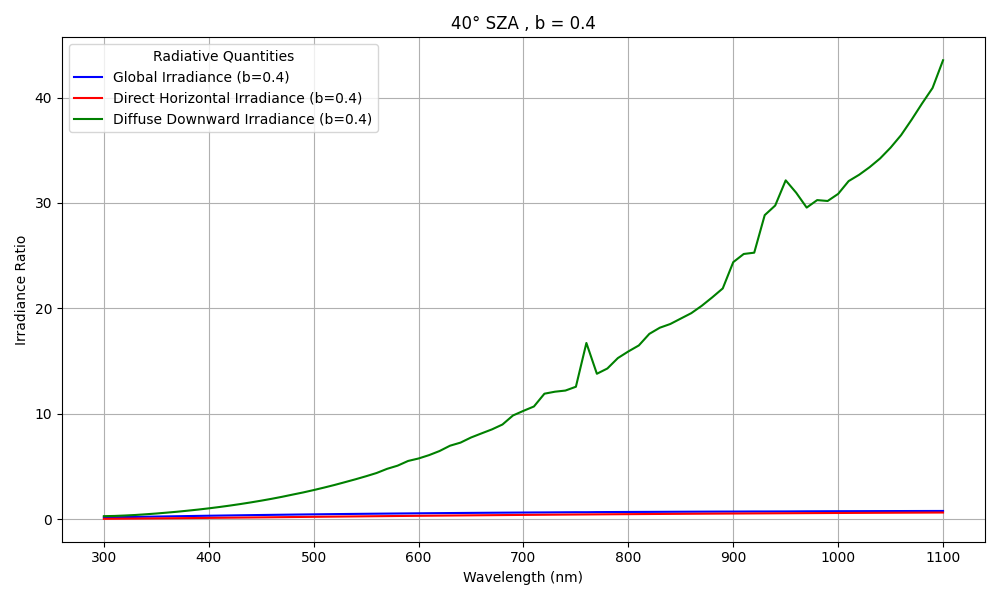 40° SZA , b = 0.4
Radiative Quantities
Global Irradiance (b=0.4)
Direct Horizontal Irradiance (b=0.4)
Diffuse Downward Irradiance (b=0.4)
Irradiance Ratio
40
30
20
10
0
300 400 500 600 700 800 900 1000 1100
Wavelength (nm)